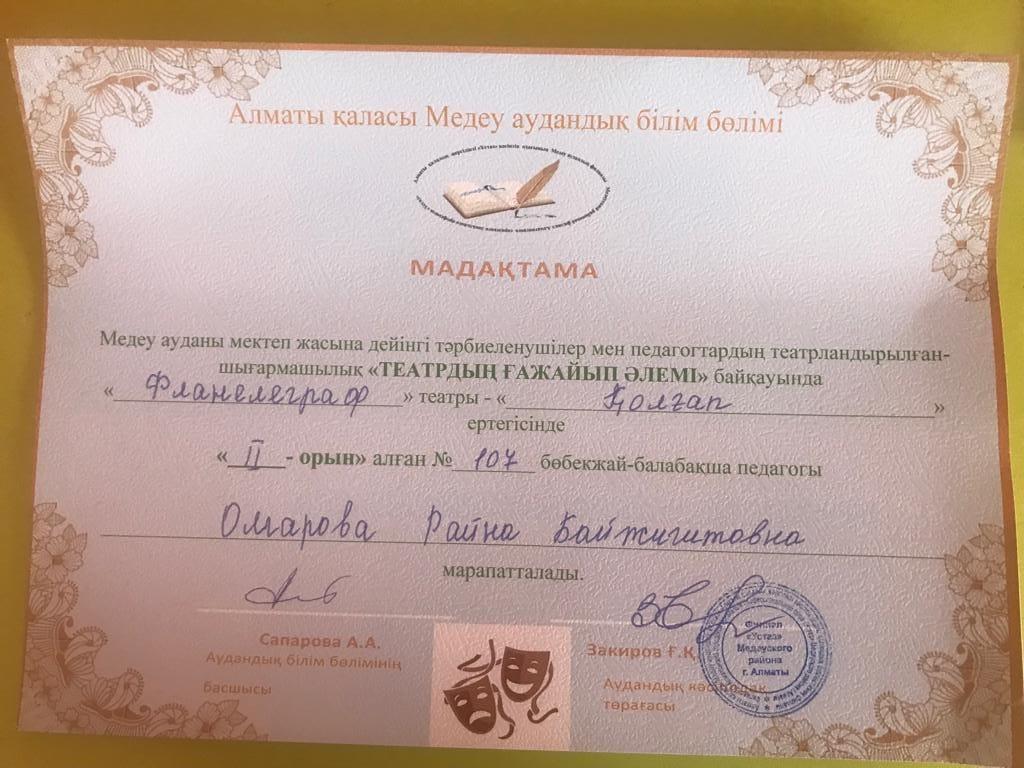 Алматы қаласы Медеу аудандық білім бөлімі
МАДАҚТАМА
Медеу ауданы мектеп жасына дейінгі тәрбиеленушілер мен педагогтардың театрландырылған-
шығармашылық «ТЕАТРДЫҢ ҒАЖАЙЫП ӘЛЕМІ» байқауында
«Фланелеграф» театры - «Қолғап»
ертегісінде
«II - орын» алған № 107 бөбекжай-балабақша педагогы
Омарова Райна Байжигитовна
марапатталады.
Сапарова А.А.
Аудандық білім бөлімінің
басшысы
Закиров Ғ.Қ.
Аудандық кәсіподақ
төрағасы
Филиал
«Устаз»
Медеуского
района
г. Алматы